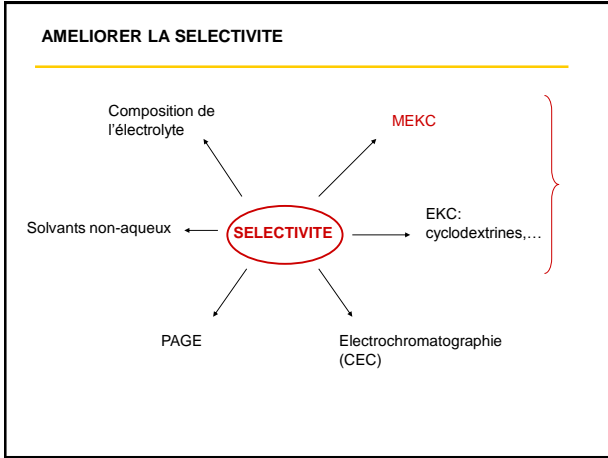 AMELIORER LA SELECTIVITE
Composition de
l'électrolyte
MEKC
Solvants non-aqueux
SELECTIVITE
EKC:
cyclodextrines,...
PAGE
Electrochromatographie
(CEC)